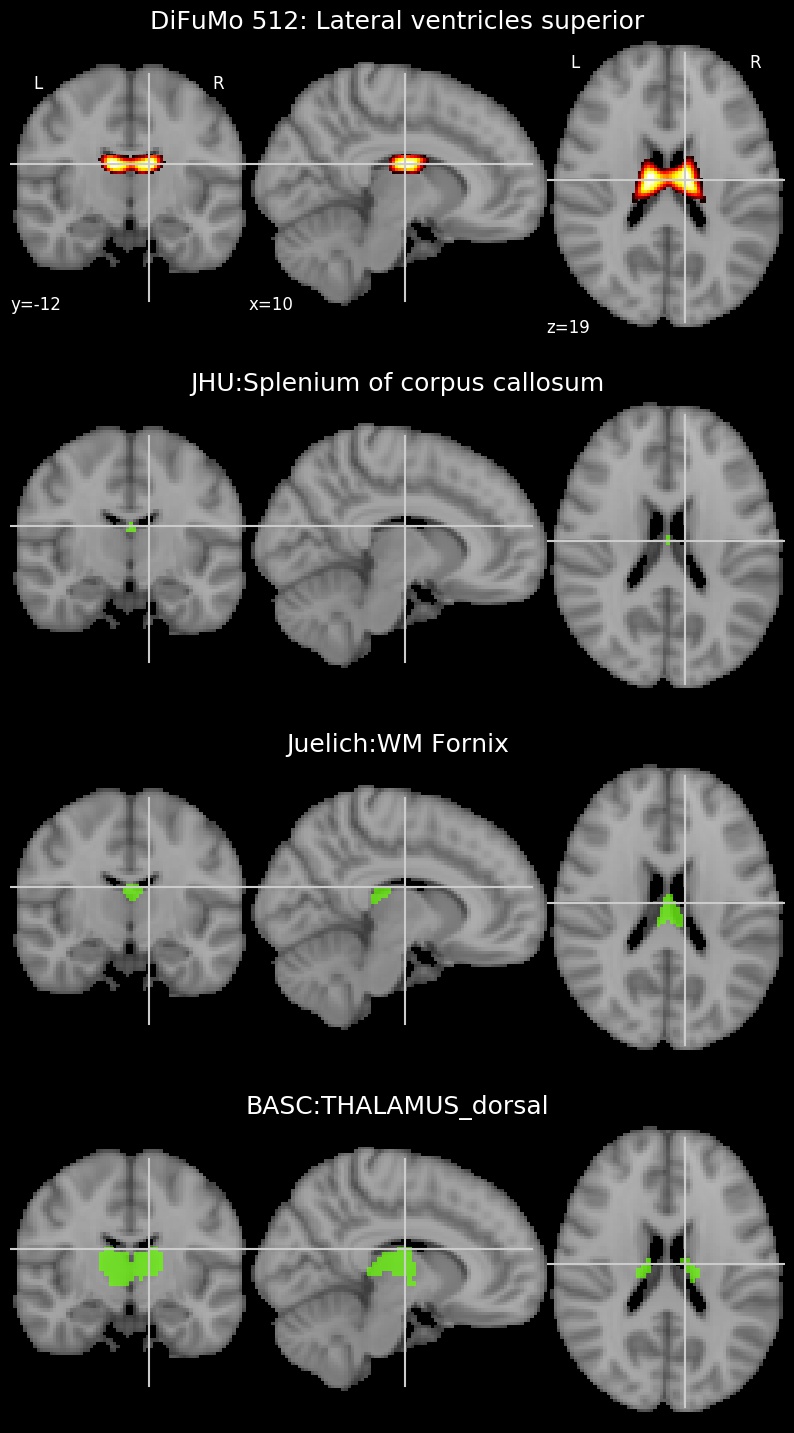 DiFuMo 512: Lateral ventricles superior
L R L R
y=-12 x=10 z=19
JHU:Splenium of corpus callosum
Juelich:WM Fornix
BASC:THALAMUS_dorsal